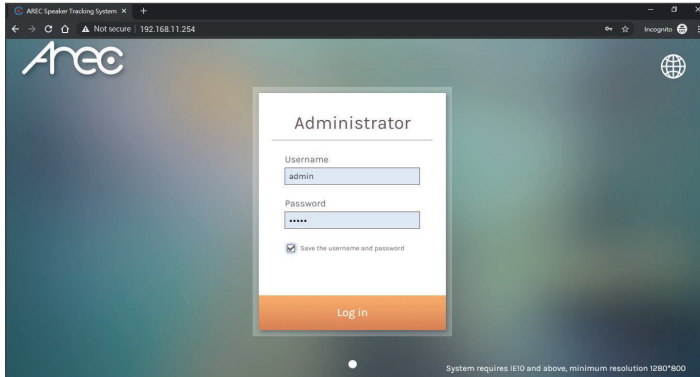 AREC Speaker Tracking System
Not secure | 192.168.11.254
Incognito
Arec
Administrator
Username
admin
Password
•••••
Save the username and password
Log in
System requires IE10 and above, minimum resolution 1280*800